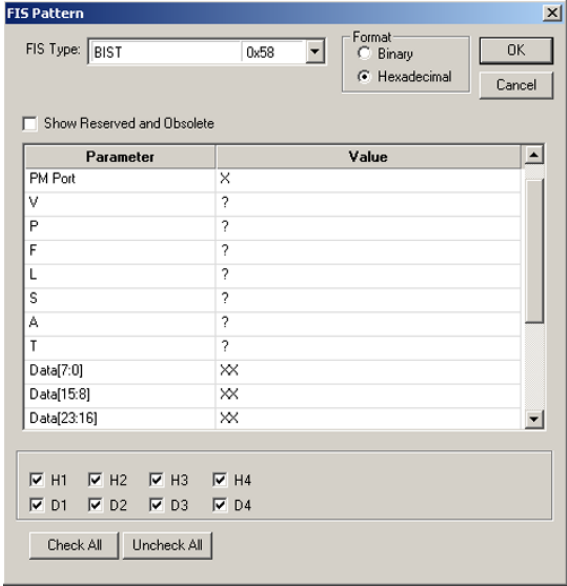 FIS Pattern
FIS Type: BIST 0x58
Format
Binary
Hexadecimal
OK
Cancel
Show Reserved and Obsolete
Parameter Value
PM Port X
V ?
P ?
F ?
L ?
S ?
A ?
T ?
Data[7:0] XX
Data[15:8] XX
Data[23:16] XX
H1 H2 H3 H4
D1 D2 D3 D4
Check All Uncheck All